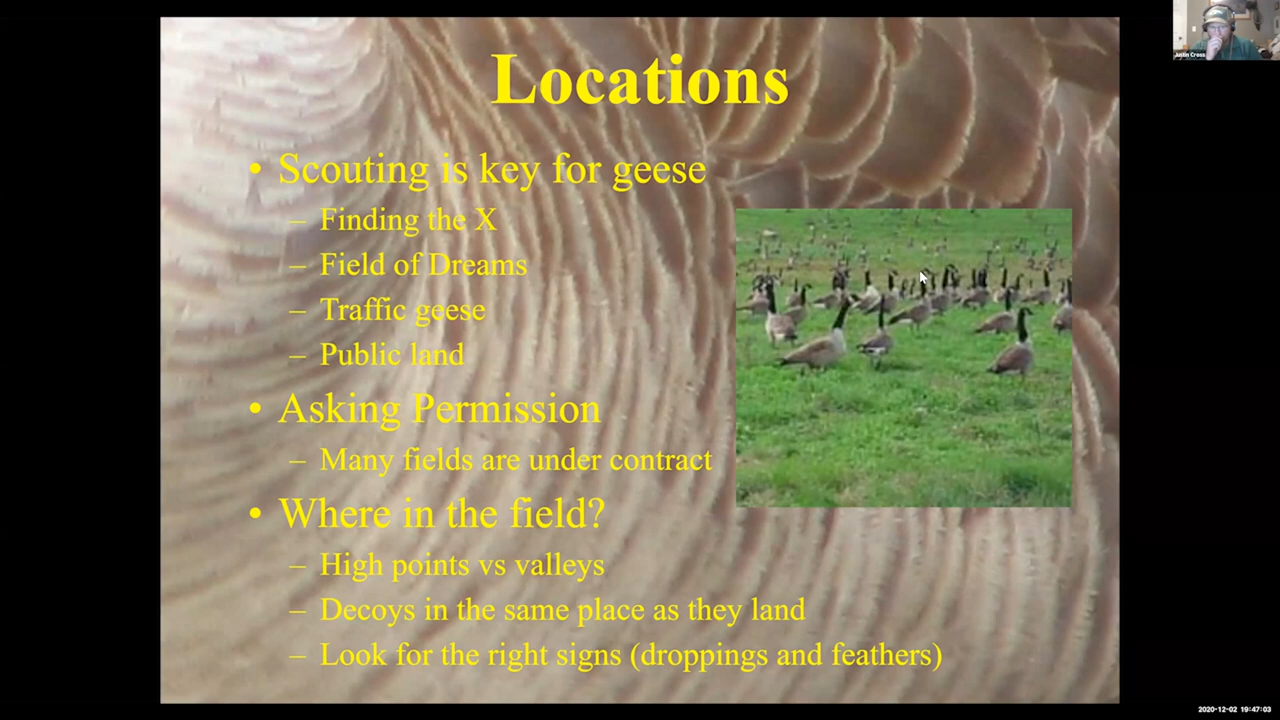 Locations
• Scouting is key for geese
– Finding the X
– Field of Dreams
– Traffic geese
– Public land
• Asking Permission
– Many fields are under contract
• Where in the field?
– High points vs valleys
– Decoys in the same place as they land
– Look for the right signs (droppings and feathers)
Justin Cross
2020-12-02 19:47:03